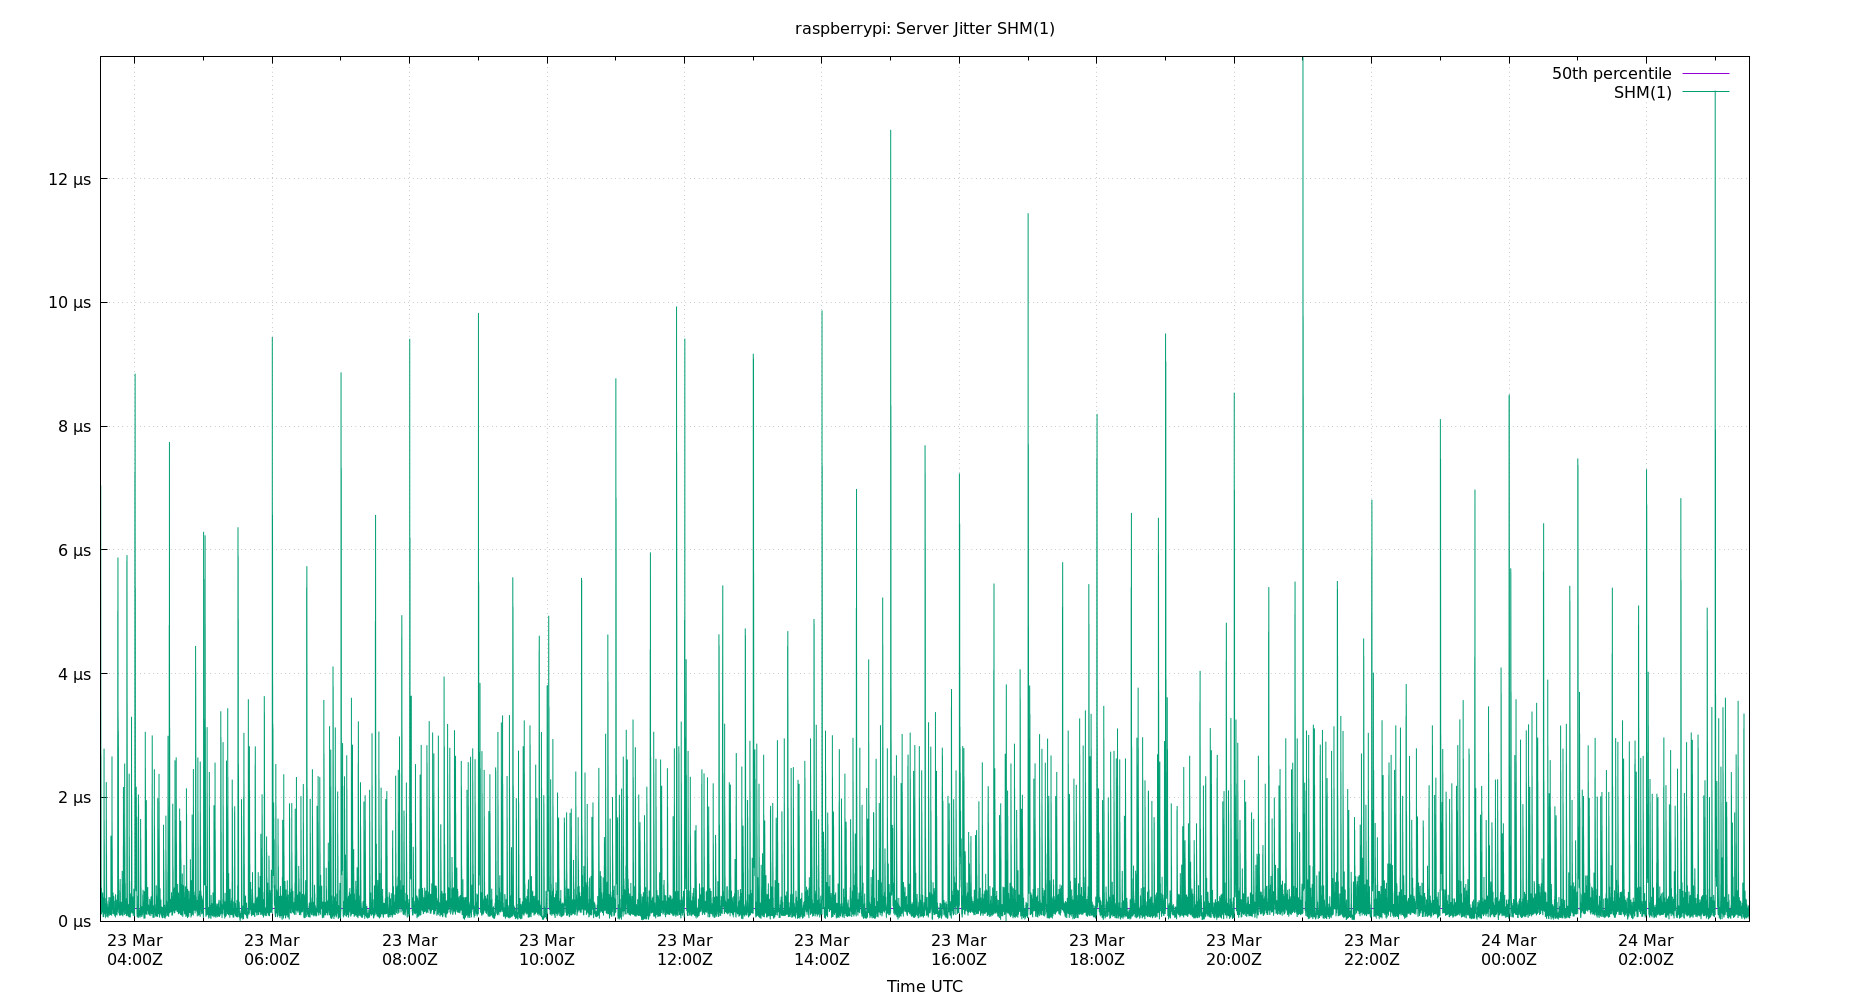 raspberrypi: Server Jitter SHM(1)
50th percentile
SHM(1)
12 µs
10 µs
8 µs
6 µs
4 µs
2 µs
0 µs
23 Mar 23 Mar 23 Mar 23 Mar 23 Mar 23 Mar 23 Mar 23 Mar 23 Mar 23 Mar 24 Mar 24 Mar
04:00Z 06:00Z 08:00Z 10:00Z 12:00Z 14:00Z 16:00Z 18:00Z 20:00Z 22:00Z 00:00Z 02:00Z
Time UTC